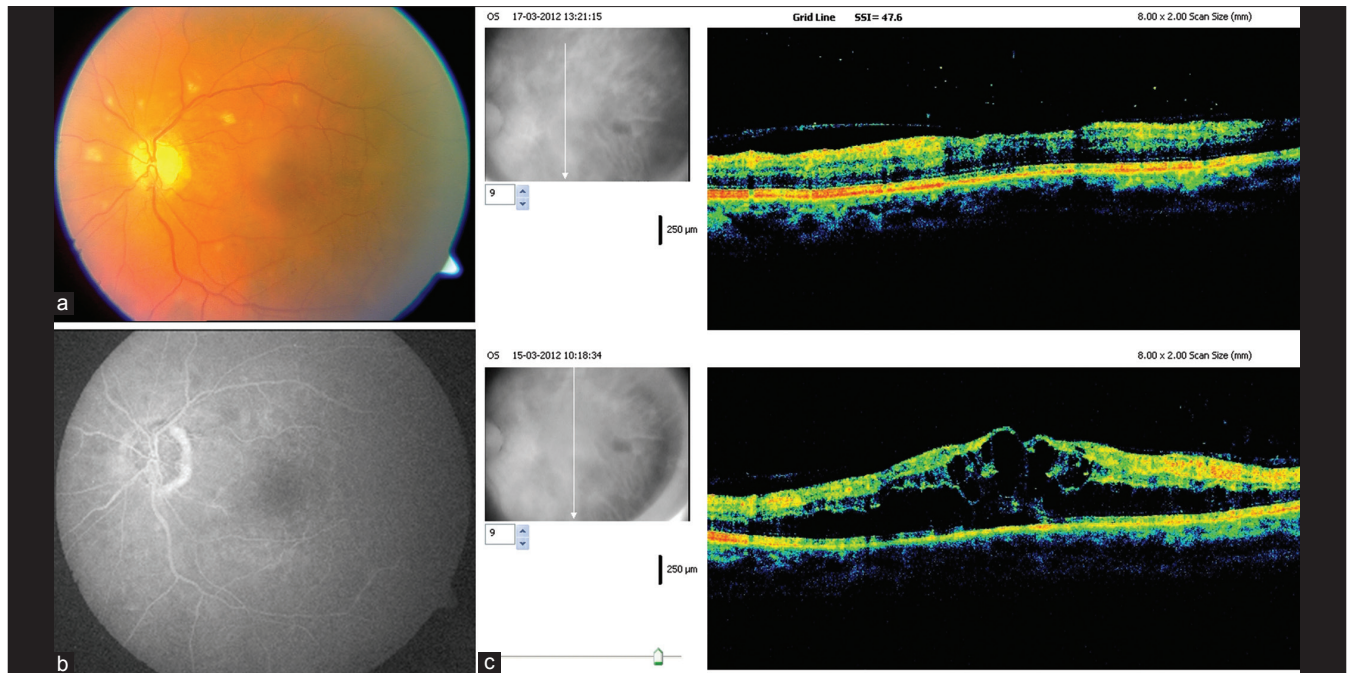 OS 17-03-2012 13:21:15 Grid Line SSI= 47.6 8.00 x 2.00 Scan Size (mm)
9
250 µm
a
OS 15-03-2012 10:18:34 8.00 x 2.00 Scan Size (mm)
9
250 µm
b
c